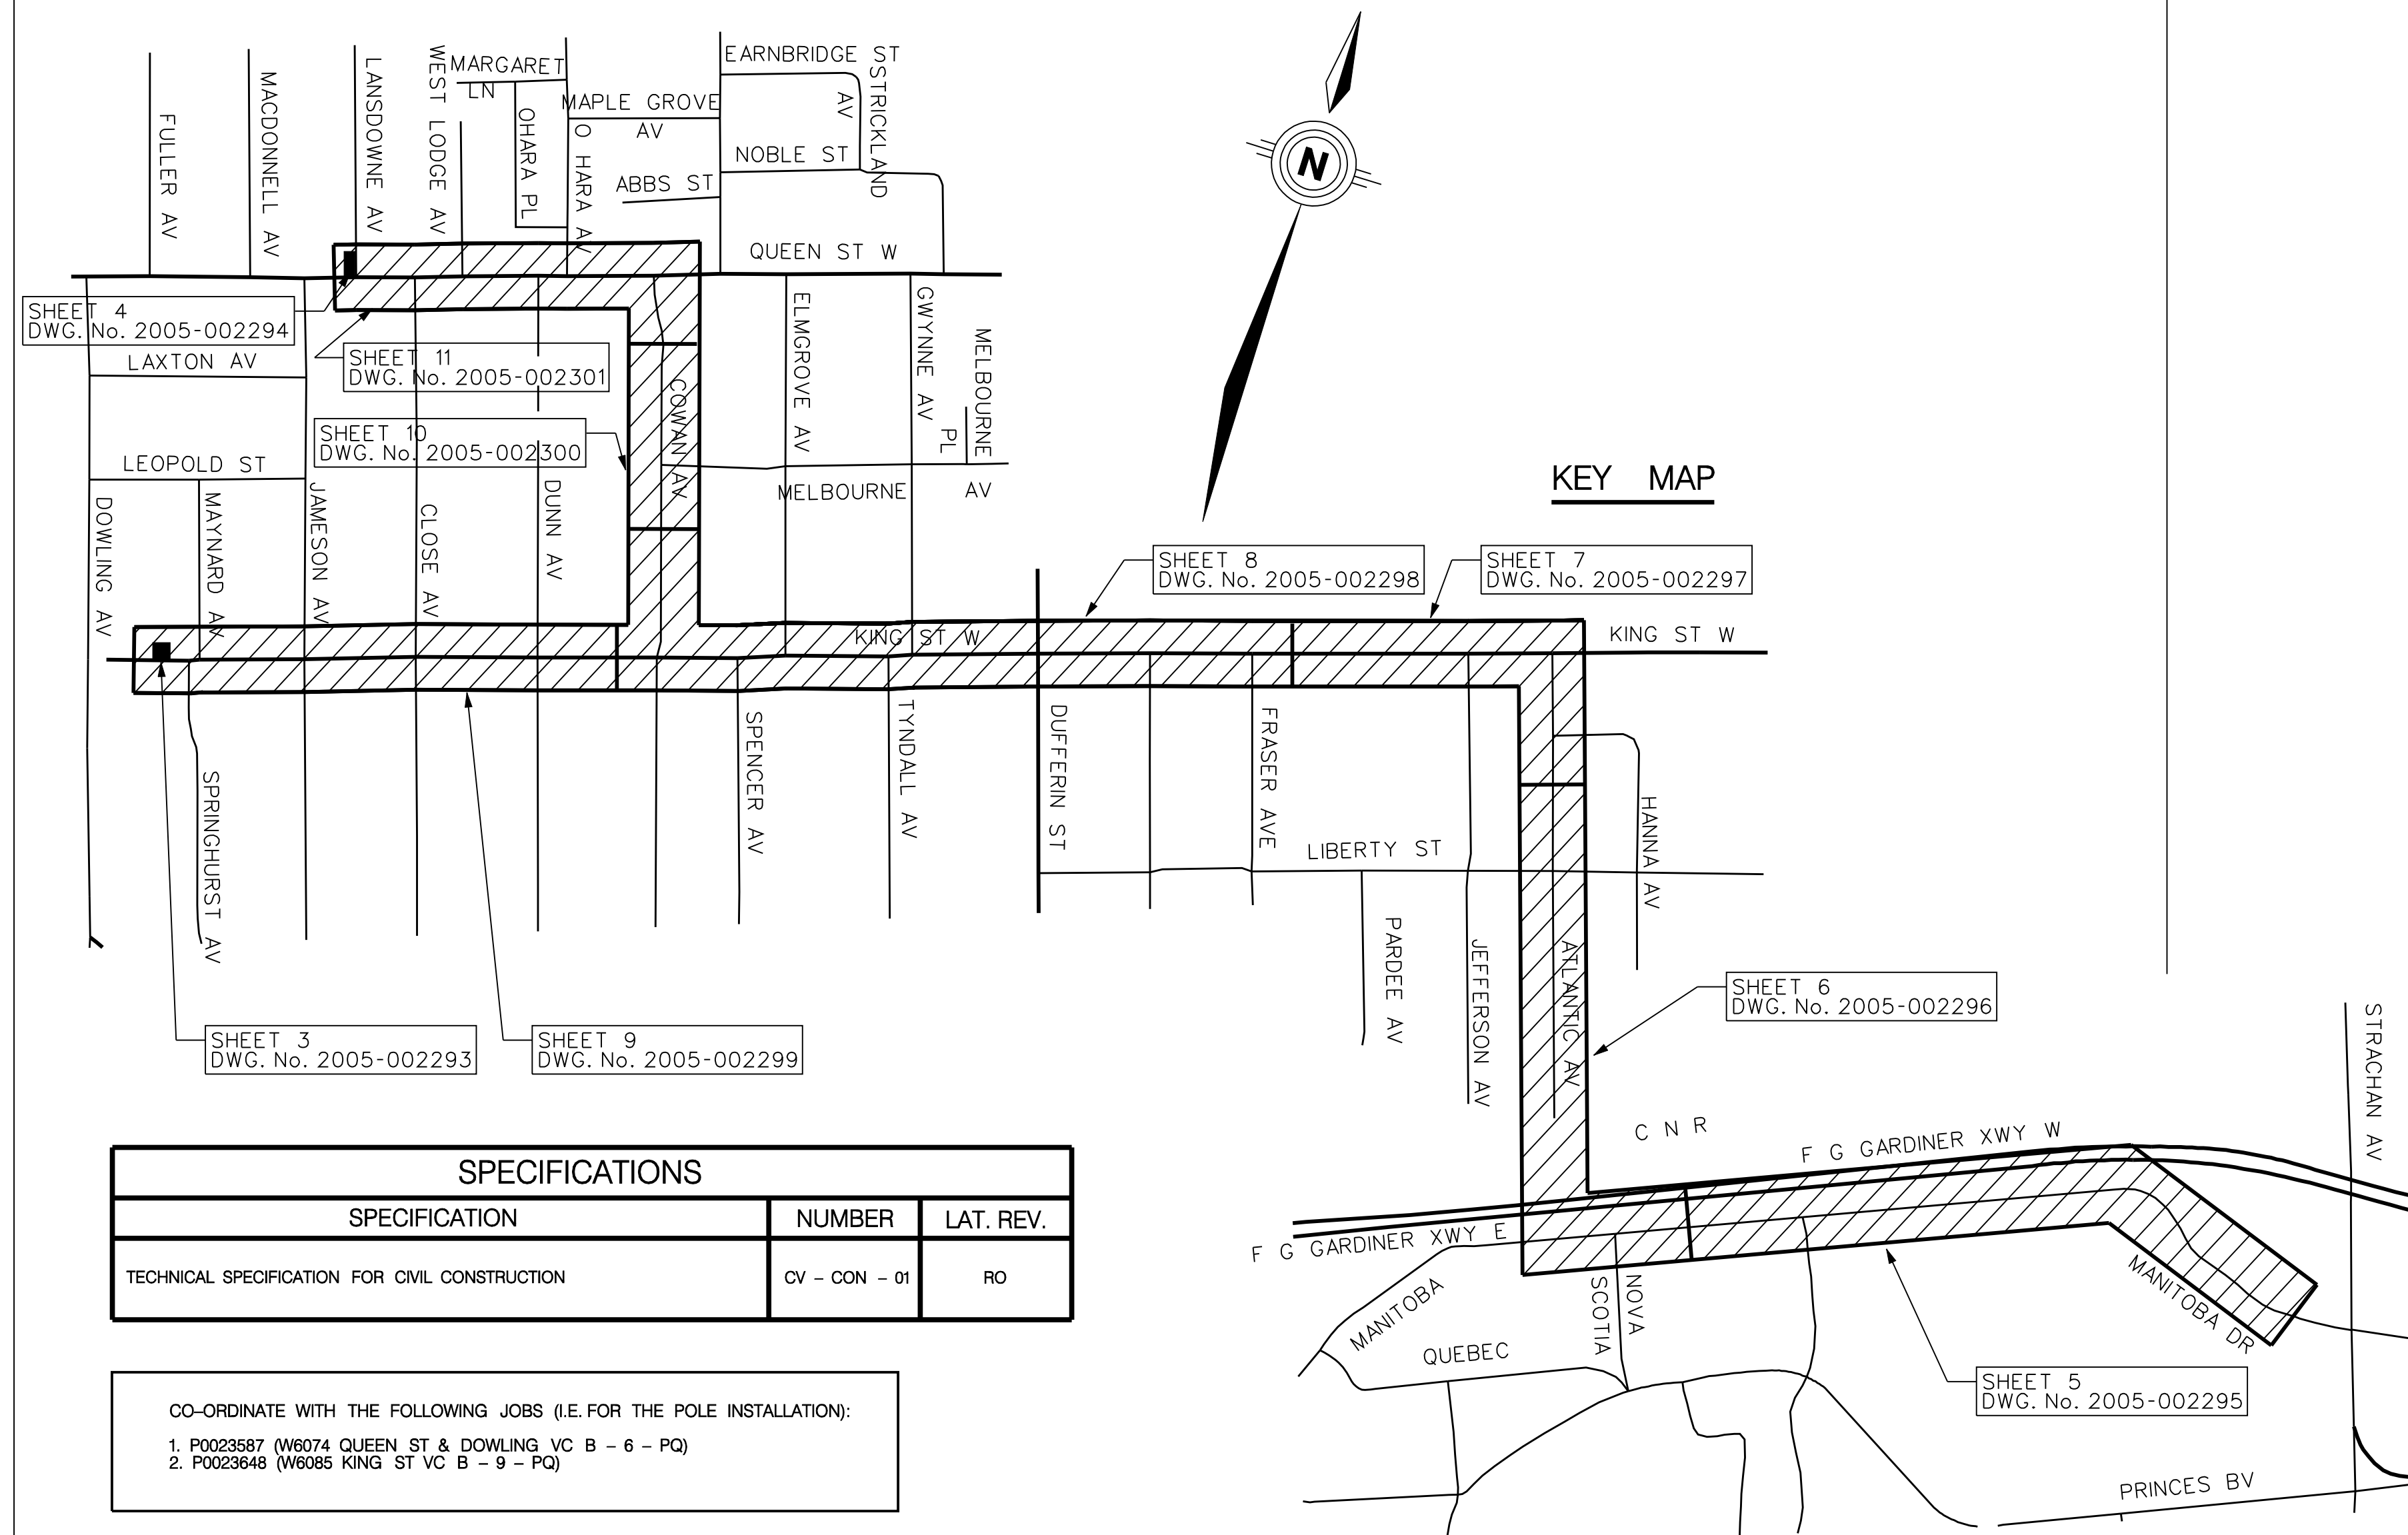 EARNBRIDGE ST
MARGARET
LN
MAPLE GROVE
AV
STRICKLAND
AV
NOBLE ST
ABBS ST
FULLER AV
MACDONNELL AV
LANSDOWNE AV
WEST LODGE AV
OHARA PL
O HARA AV
QUEEN ST W
N
SHEET 4
DWG. No. 2005-002294
LAXTON AV
SHEET 11
DWG. No. 2005-002301
SHEET 10
DWG. No. 2005-002300
LEOPOLD ST
COWAN AV
ELMGROVE AV
GWYNNE AV
MELBOURNE
PL
MELBOURNE AV
KEY MAP
DOWLING AV
MAYNARD AV
JAMESON AV
CLOSE AV
DUNN AV
SHEET 8
DWG. No. 2005-002298
SHEET 7
DWG. No. 2005-002297
KING ST W
KING ST W
SPRINGHURST AV
SPENCER AV
TYNDALL AV
DUFFERIN ST
FRASER AVE
LIBERTY ST
HANNA AV
PARDEE AV
JEFFERSON AV
ATLANTIC AV
SHEET 6
DWG. No. 2005-002296
STRACHAN AV
SHEET 3
DWG. No. 2005-002293
SHEET 9
DWG. No. 2005-002299
C N R
F G GARDINER XWY W
F G GARDINER XWY E
MANITOBA
QUEBEC
NOVA
SCOTIA
MANITOBA DR
SHEET 5
DWG. No. 2005-002295
PRINCES BV
SPECIFICATIONS
SPECIFICATION NUMBER LAT. REV.
TECHNICAL SPECIFICATION FOR CIVIL CONSTRUCTION CV – CON – 01 RO
CO–ORDINATE WITH THE FOLLOWING JOBS (I.E. FOR THE POLE INSTALLATION):
1. P0023587 (W6074 QUEEN ST & DOWLING VC B – 6 – PQ)
2. P0023648 (W6085 KING ST VC B – 9 – PQ)